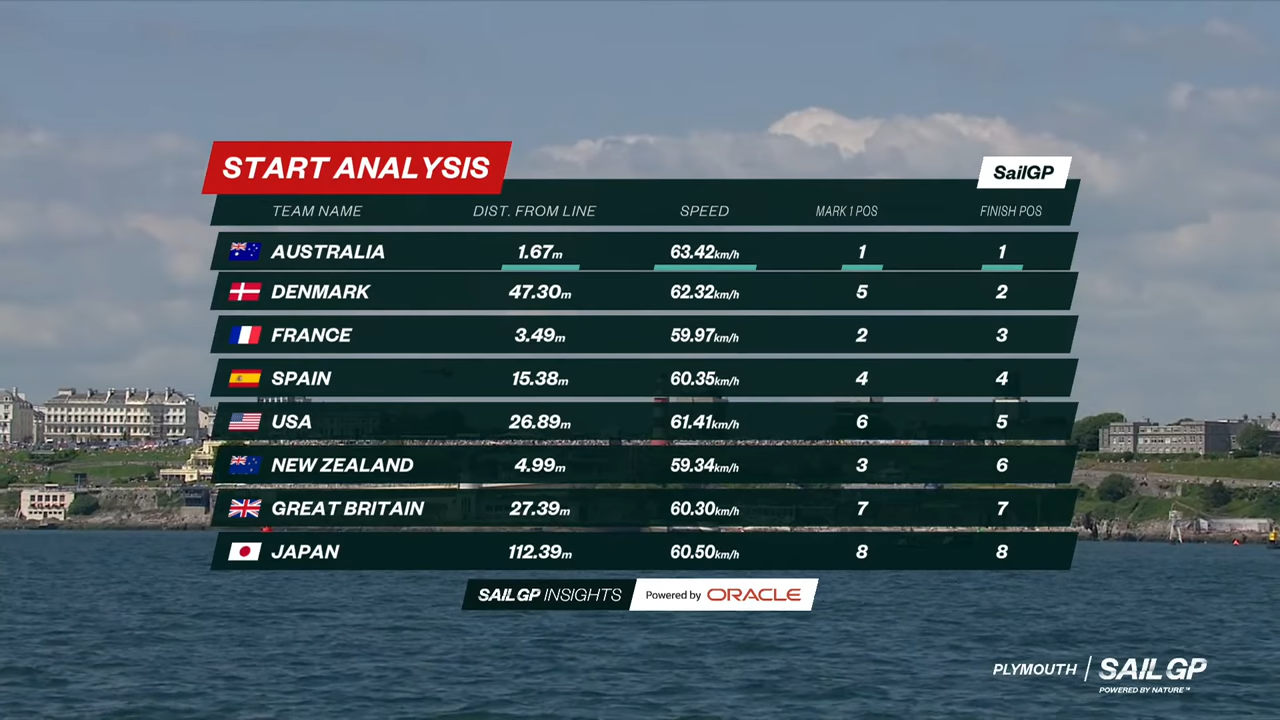 START ANALYSIS
SailGP
TEAM NAME DIST. FROM LINE SPEED MARK 1 POS FINISH POS
AUSTRALIA 1.67m 63.42km/h 1 1
DENMARK 47.30m 62.32km/h 5 2
FRANCE 3.49m 59.97km/h 2 3
SPAIN 15.38m 60.35km/h 4 4
USA 26.89m 61.41km/h 6 5
NEW ZEALAND 4.99m 59.34km/h 3 6
GREAT BRITAIN 27.39m 60.30km/h 7 7
JAPAN 112.39m 60.50km/h 8 8
SAILGP INSIGHTS Powered by ORACLE
PLYMOUTH SAILGP
POWERED BY NATURE™